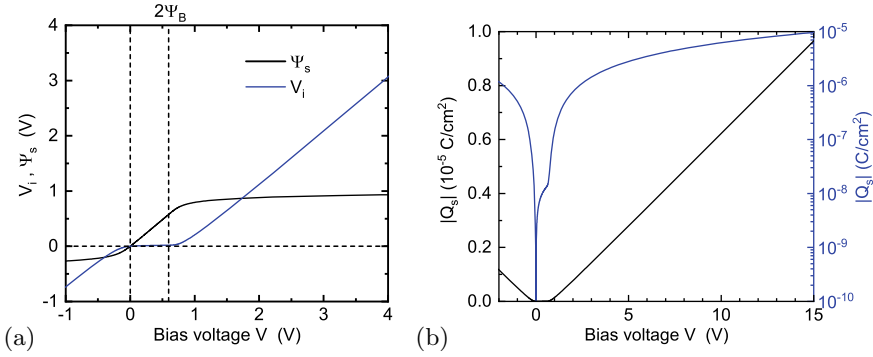 2Ψ_B
4
3
2
1
0
-1
V_i , Ψ_s (V)
Ψ_s
V_i
-1 0 1 2 3 4
Bias voltage V (V)
(a)
1.0
0.8
0.6
0.4
0.2
0.0
|Q_s| (10^-5 C/cm^2)
10^-5
10^-6
10^-7
10^-8
10^-9
10^-10
|Q_s| (C/cm^2)
0 5 10 15
Bias voltage V (V)
(b)